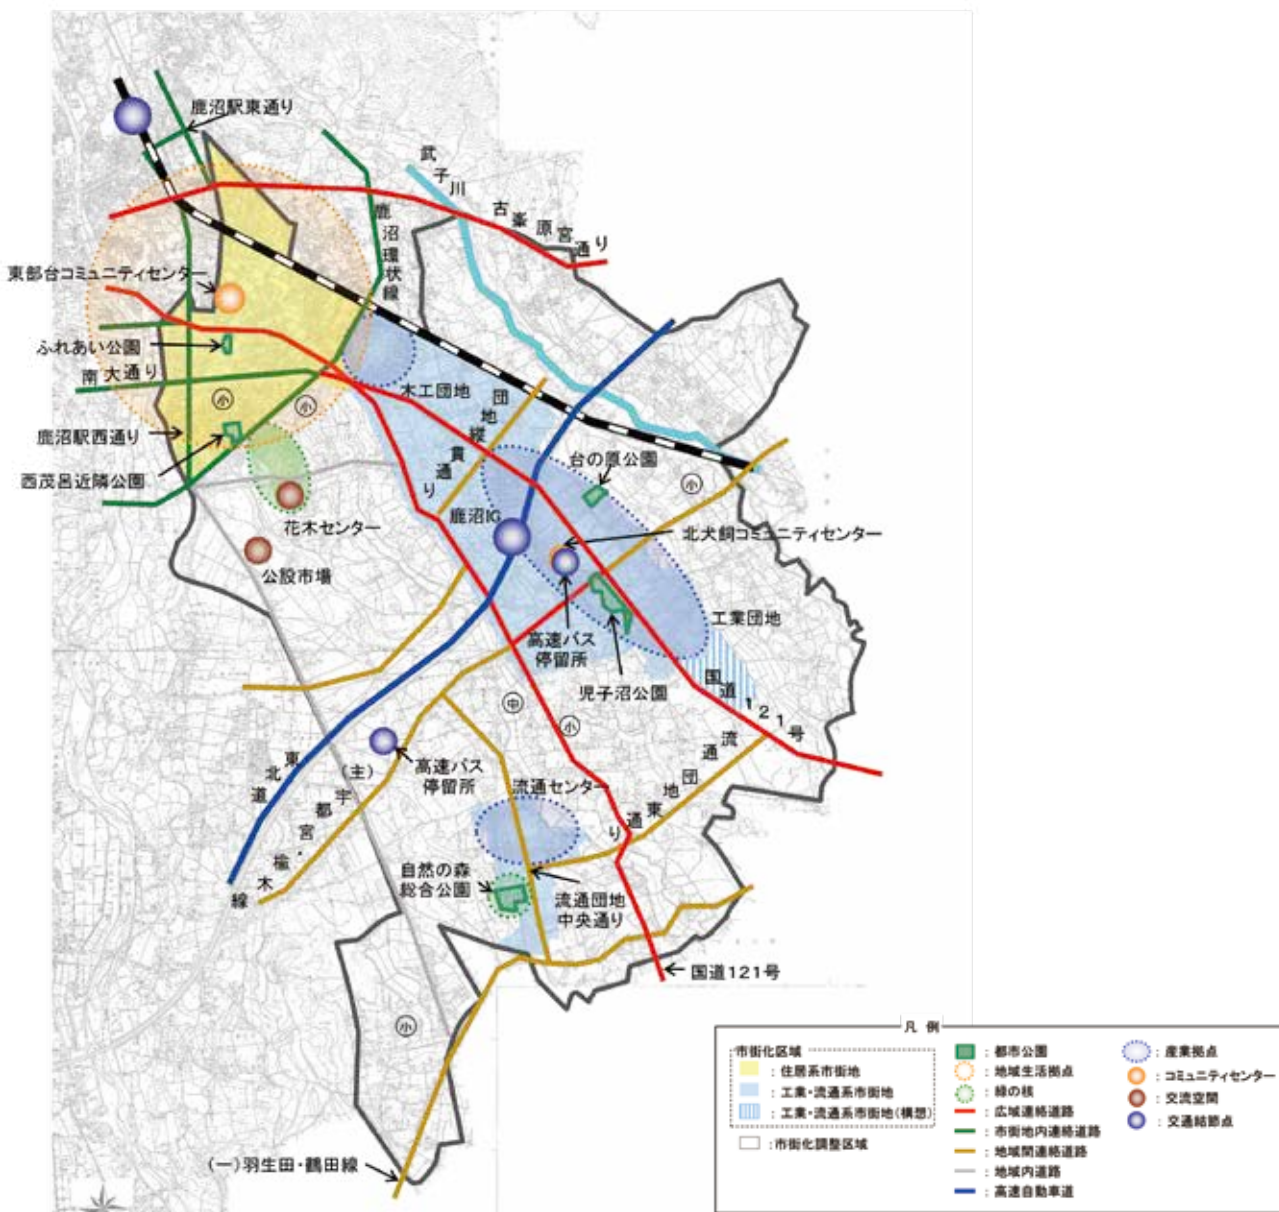 鹿沼駅東通り
武子川
古峯原宮通り
鹿沼環状線
東部台コミュニティセンター
ふれあい公園
南大通り
小
小
木工団地
団地縦貫通り
鹿沼駅西通り
西茂呂近隣公園
台の原公園
小
花木センター
鹿沼IC
北犬飼コミュニティセンター
公設市場
工業団地
高速バス
停留所
児子沼公園
国道121号
中
小
高速バス
停留所
流通センター
流通団地東通り
東北道
(主)宇都宮・楡木線
自然の森
総合公園
流通団地
中央通り
国道121号
小
(一)羽生田・鶴田線
凡 例
市街化区域
:住居系市街地
:工業・流通系市街地
:工業・流通系市街地(構想)
:市街化調整区域
:都市公園
:地域生活拠点
:緑の核
:広域連絡道路
:市街地内連絡道路
:地域間連絡道路
:地域内道路
:高速自動車道
:産業拠点
:コミュニティセンター
:交流空間
:交通結節点